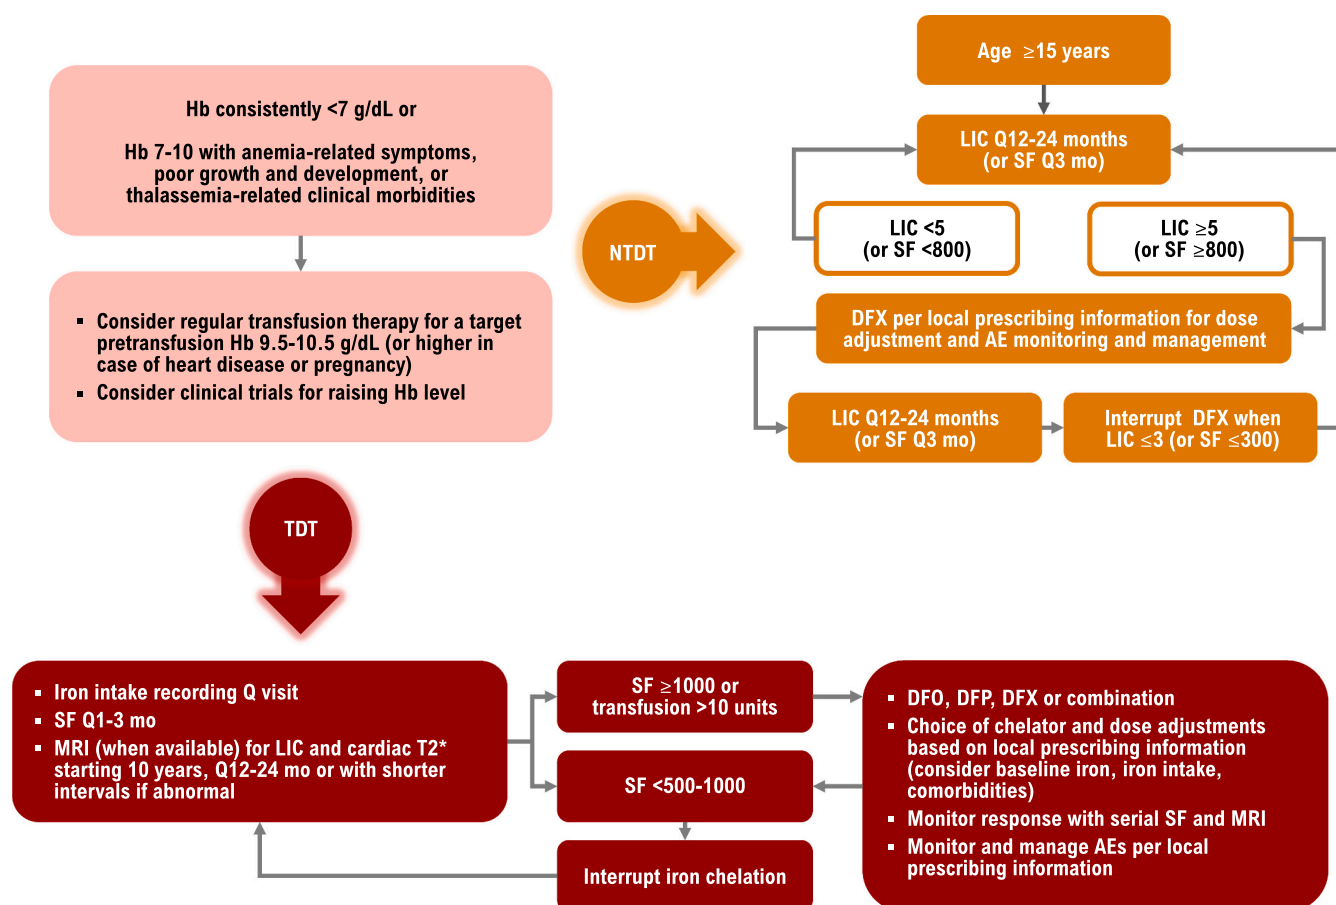 Hb consistently <7 g/dL or
Hb 7-10 with anemia-related symptoms,
poor growth and development, or
thalassemia-related clinical morbidities
▪ Consider regular transfusion therapy for a target
pretransfusion Hb 9.5-10.5 g/dL (or higher in
case of heart disease or pregnancy)
▪ Consider clinical trials for raising Hb level
NTDT
Age ≥15 years
LIC Q12-24 months
(or SF Q3 mo)
LIC <5
(or SF <800)
LIC ≥5
(or SF ≥800)
DFX per local prescribing information for dose
adjustment and AE monitoring and management
LIC Q12-24 months
(or SF Q3 mo)
Interrupt DFX when
LIC ≤3 (or SF ≤300)
TDT
▪ Iron intake recording Q visit
▪ SF Q1-3 mo
▪ MRI (when available) for LIC and cardiac T2*
starting 10 years, Q12-24 mo or with shorter
intervals if abnormal
SF ≥1000 or
transfusion >10 units
SF <500-1000
Interrupt iron chelation
▪ DFO, DFP, DFX or combination
▪ Choice of chelator and dose adjustments
based on local prescribing information
(consider baseline iron, iron intake,
comorbidities)
▪ Monitor response with serial SF and MRI
▪ Monitor and manage AEs per local
prescribing information